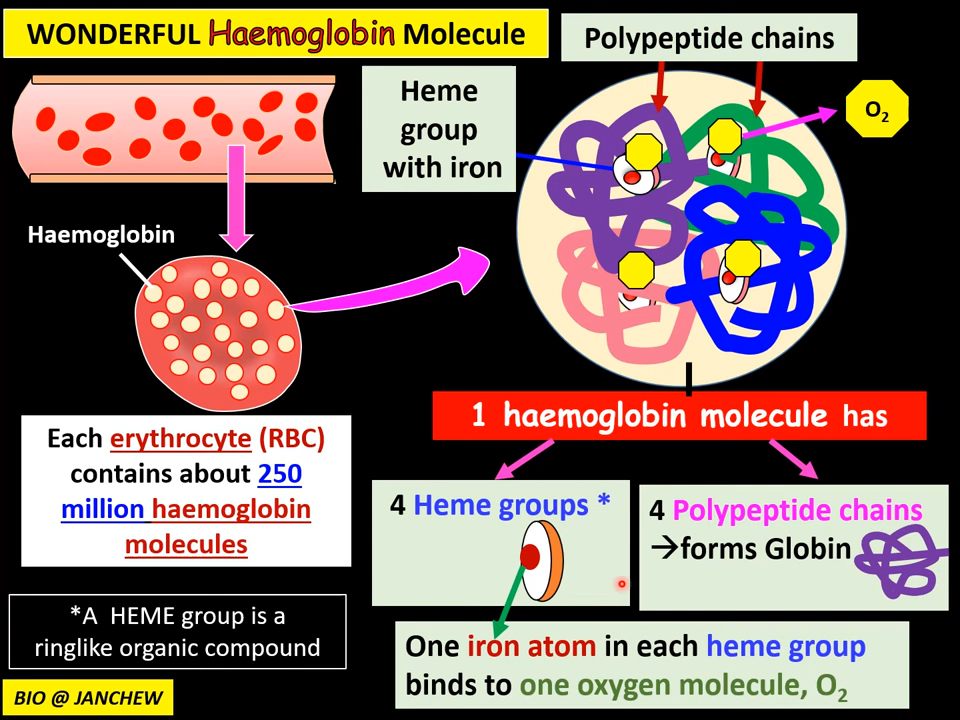 WONDERFUL Haemoglobin Molecule
Polypeptide chains
Heme
group
with iron
O₂
Haemoglobin
1 haemoglobin molecule has
Each erythrocyte (RBC)
contains about 250
million haemoglobin
molecules
4 Heme groups *
4 Polypeptide chains
→forms Globin
*A HEME group is a
ringlike organic compound
One iron atom in each heme group
binds to one oxygen molecule, O₂
BIO @ JANCHEW